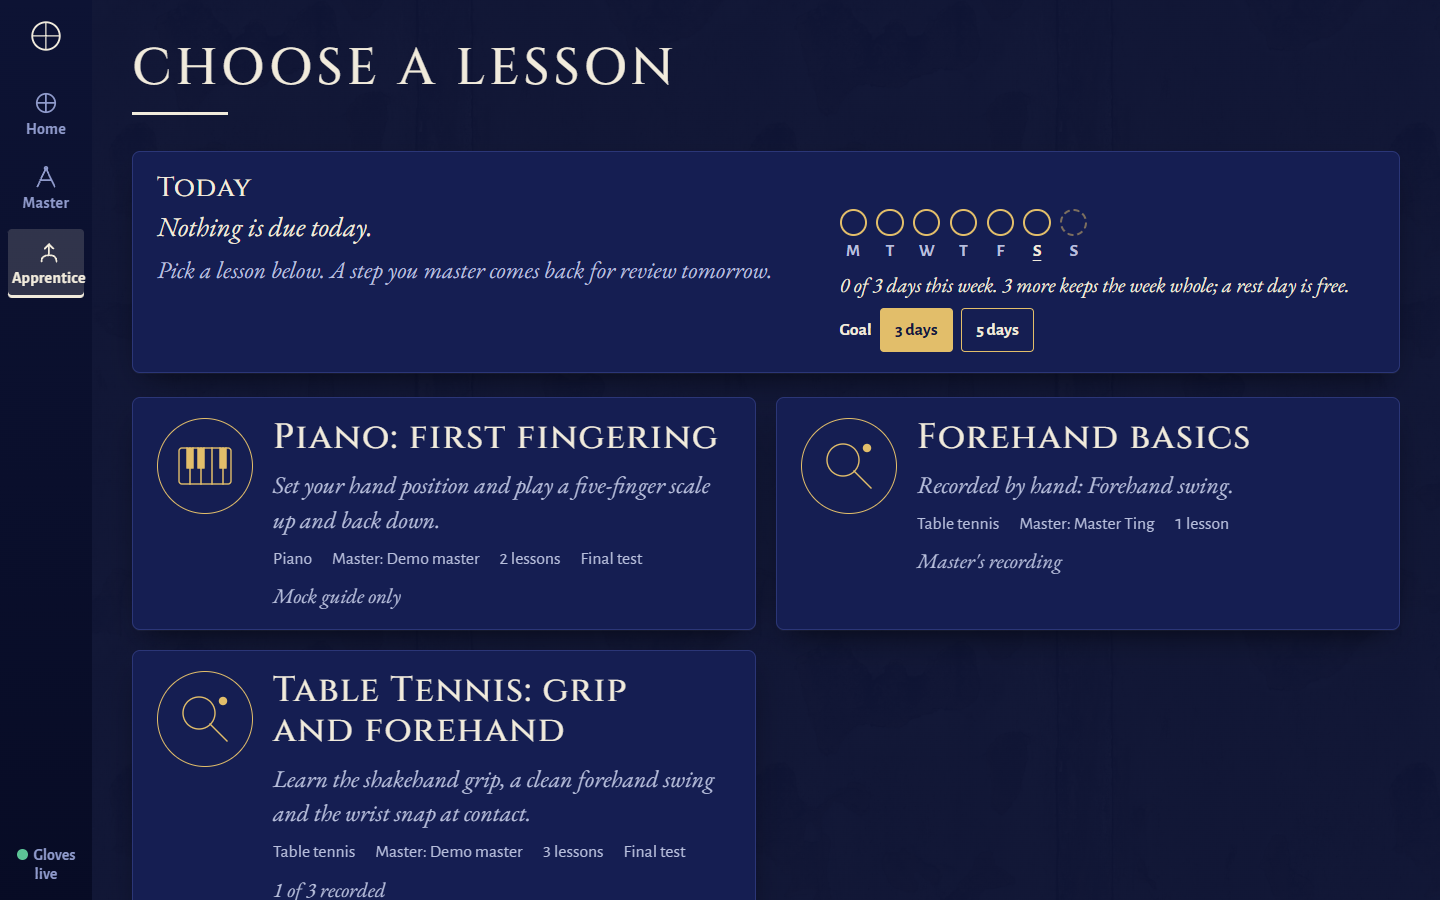 CHOOSE A LESSON
Home
Master
Apprentice
Today
Nothing is due today.
Pick a lesson below. A step you master comes back for review tomorrow.
M T W T F S S
0 of 3 days this week. 3 more keeps the week whole; a rest day is free.
Goal 3 days 5 days
Piano: first fingering
Set your hand position and play a five-finger scale
up and back down.
Piano Master: Demo master 2 lessons Final test
Mock guide only
Forehand basics
Recorded by hand: Forehand swing.
Table tennis Master: Master Ting 1 lesson
Master's recording
Table Tennis: grip
and forehand
Learn the shakehand grip, a clean forehand swing
and the wrist snap at contact.
Table tennis Master: Demo master 3 lessons Final test
1 of 3 recorded
Gloves
live